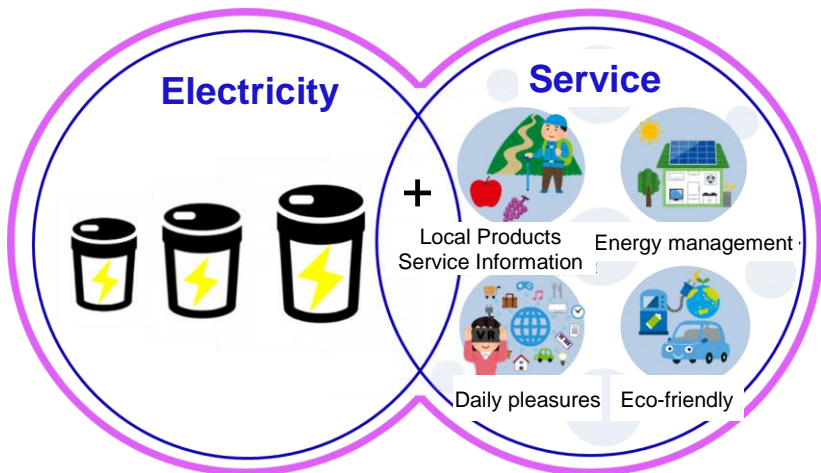 Electricity
Service
+
Local Products
Service Information
Energy management
VR
Daily pleasures
Eco-friendly